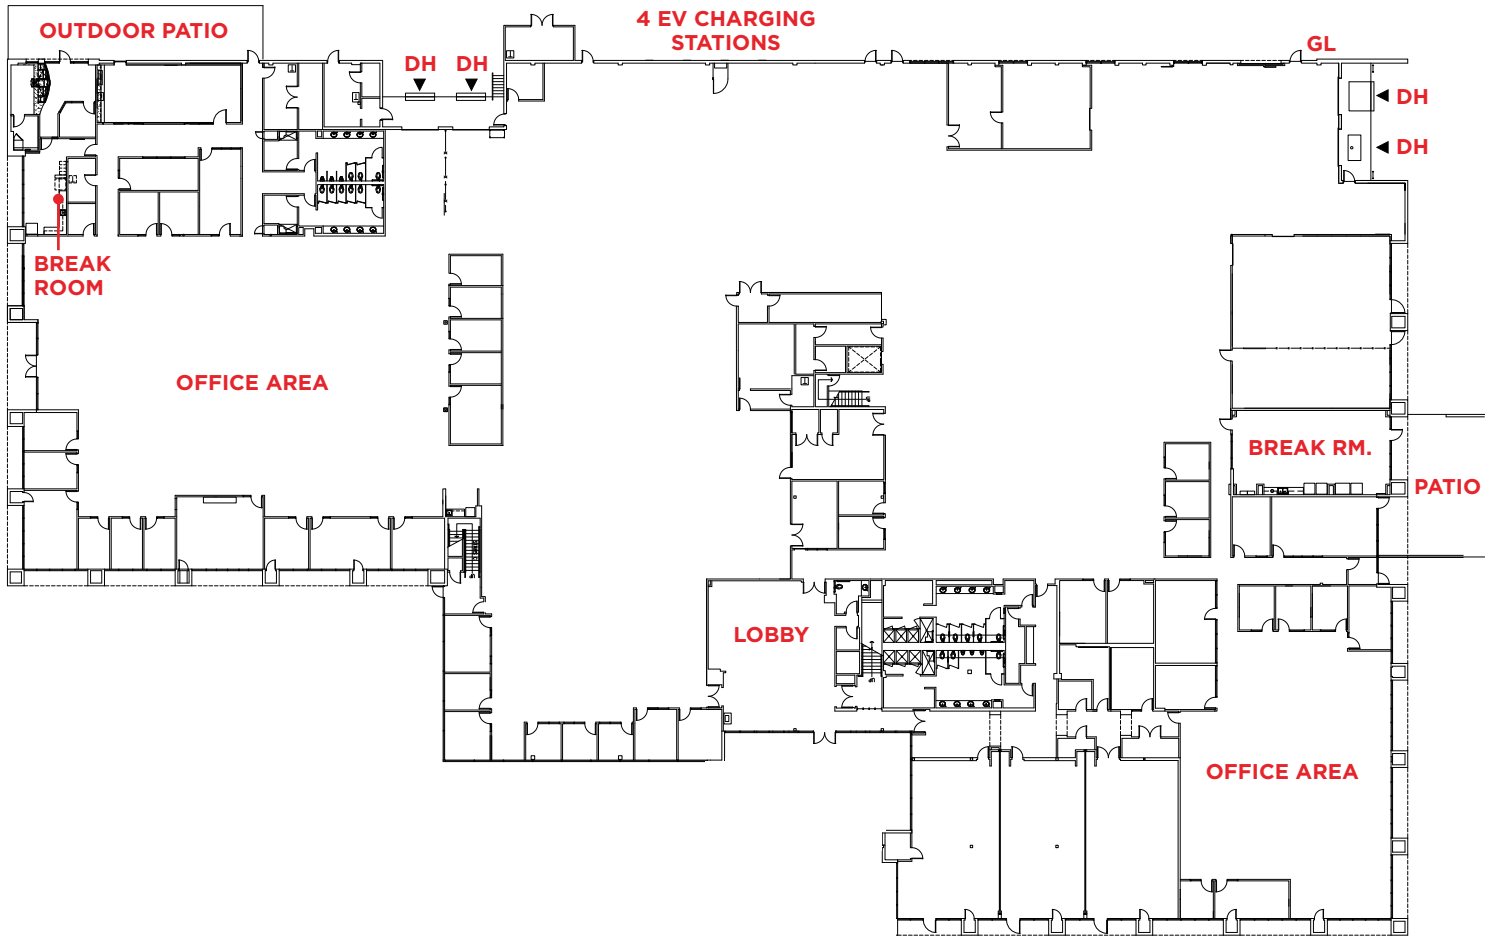 OUTDOOR PATIO
4 EV CHARGING
STATIONS
GL
DH
DH
DH
DH
BREAK
ROOM
OFFICE AREA
BREAK RM.
PATIO
LOBBY
OFFICE AREA